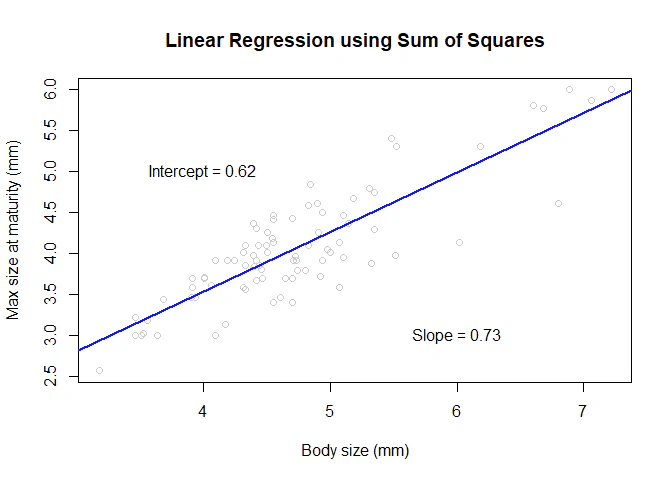 Linear Regression using Sum of Squares
Max size at maturity (mm)
6.0
5.5
5.0
4.5
4.0
3.5
3.0
2.5
Intercept = 0.62
Slope = 0.73
4 5 6 7
Body size (mm)